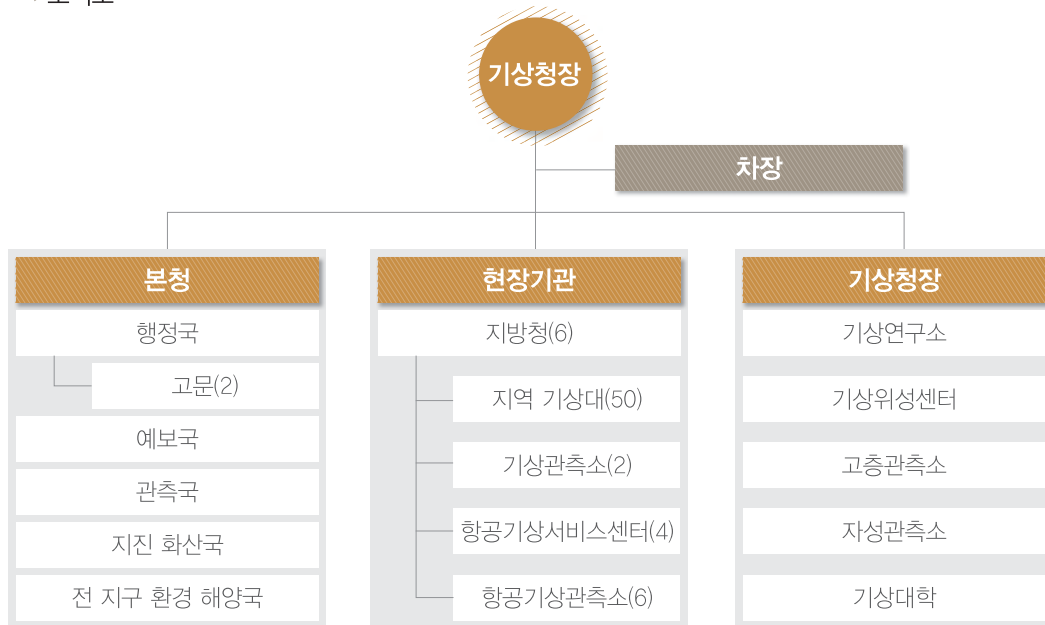 기상청장
차장
본청
행정국
고문(2)
예보국
관측국
지진 화산국
전 지구 환경 해양국
현장기관
지방청(6)
지역 기상대(50)
기상관측소(2)
항공기상서비스센터(4)
항공기상관측소(6)
기상청장
기상연구소
기상위성센터
고층관측소
자성관측소
기상대학